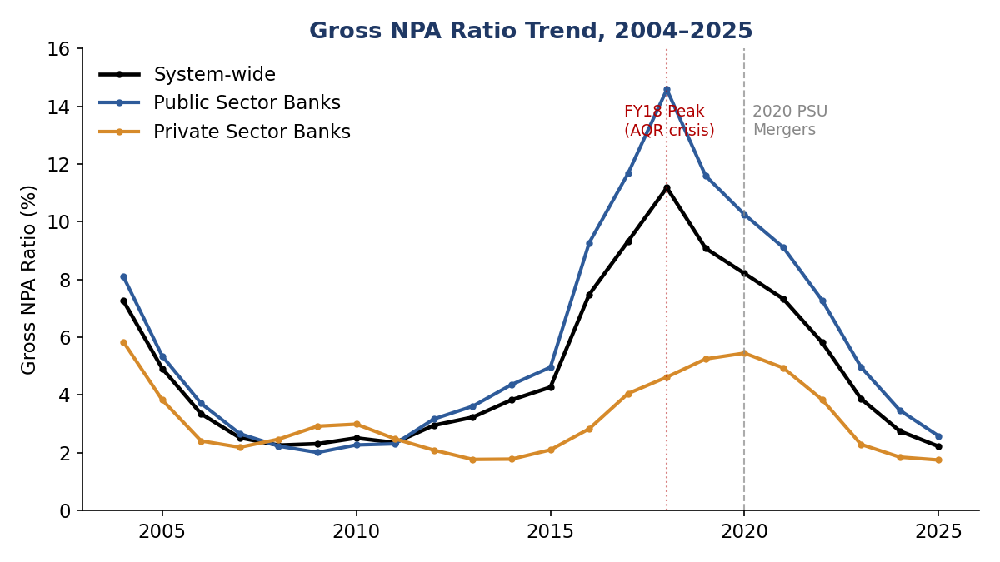 Gross NPA Ratio Trend, 2004–2025
System-wide
Public Sector Banks
Private Sector Banks
FY18 Peak
(AQR crisis)
2020 PSU
Mergers
Gross NPA Ratio (%)
16
14
12
10
8
6
4
2
0
2005
2010
2015
2020
2025